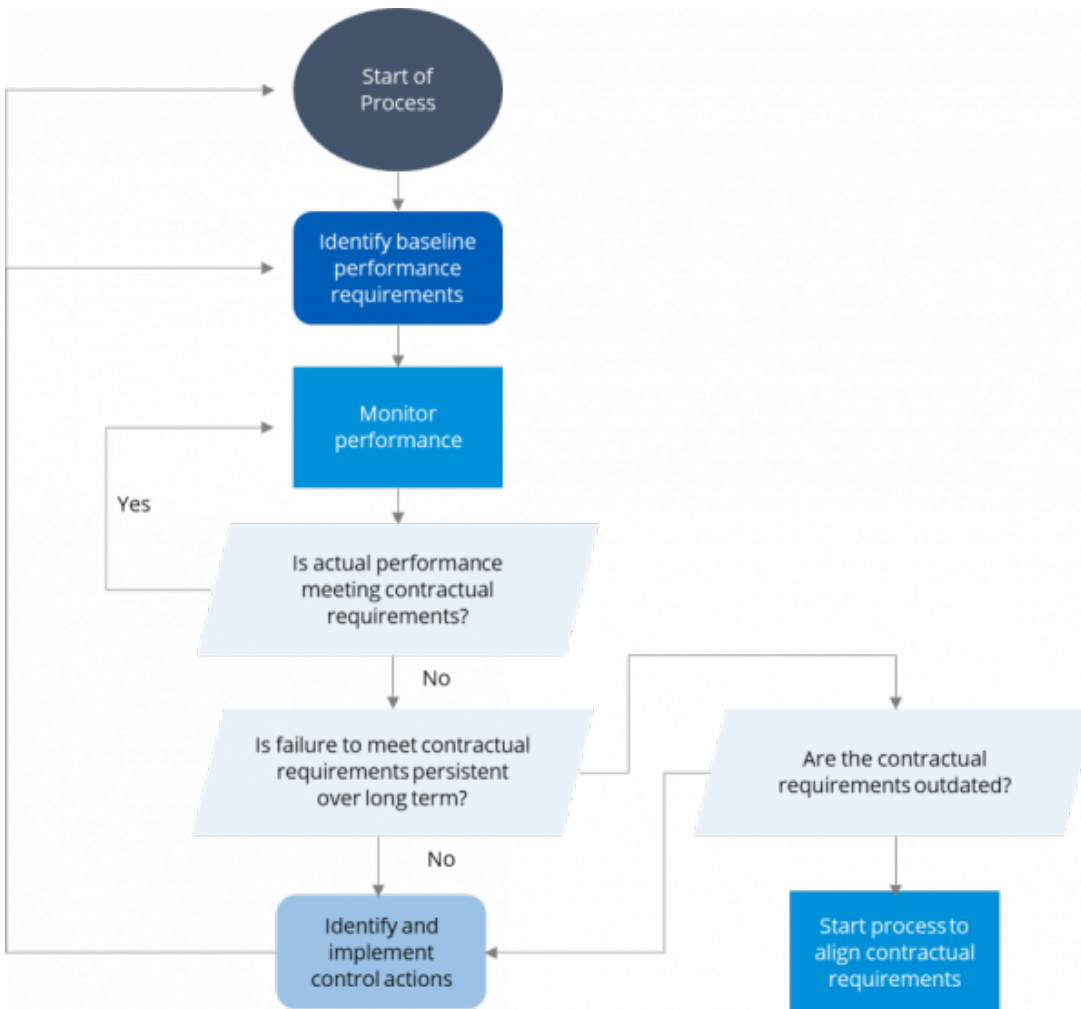 Start of
Process
Identify baseline
performance
requirements
Monitor
performance
Yes
Is actual performance
meeting contractual
requirements?
No
Is failure to meet contractual
requirements persistent
over long term?
Are the contractual
requirements outdated?
No
Identify and
implement
control actions
Start process to
align contractual
requirements